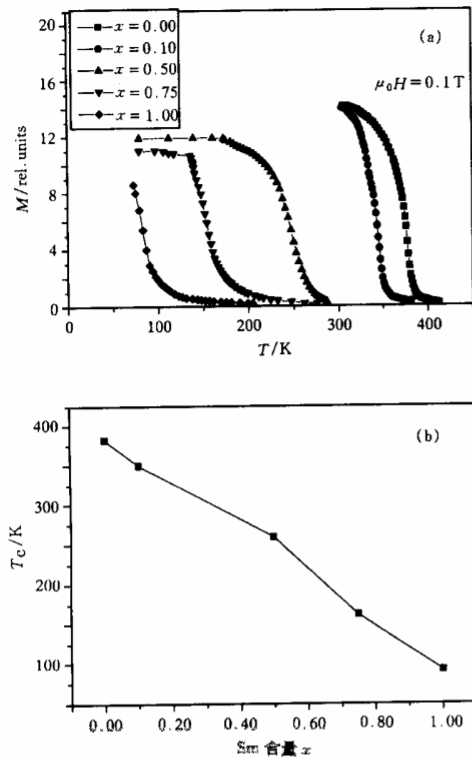 20
16
12
8
4
0
M/rel. units
x = 0.00
x = 0.10
x = 0.50
x = 0.75
x = 1.00
(a)
μ₀H = 0.1T
0 100 200 300 400
T/K
400
300
200
100
T_C/K
(b)
0.00 0.20 0.40 0.60 0.80 1.00
Sm 含量 x